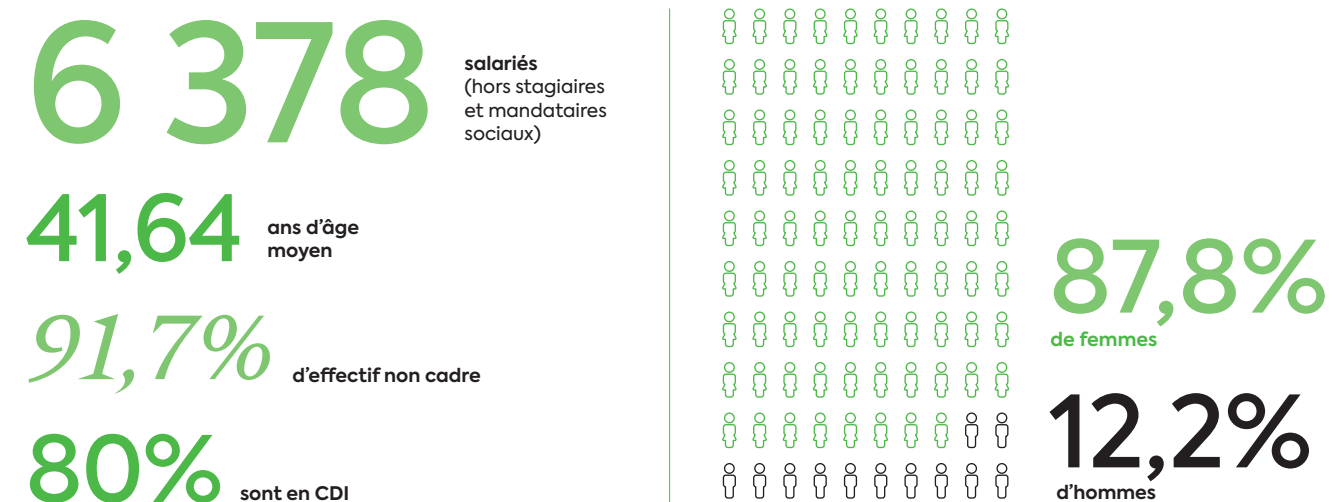 6 378
salariés
(hors stagiaires
et mandataires
sociaux)
41,64
ans d’âge
moyen
91,7%
d’effectif non cadre
80%
sont en CDI
87,8%
de femmes
12,2%
d’hommes